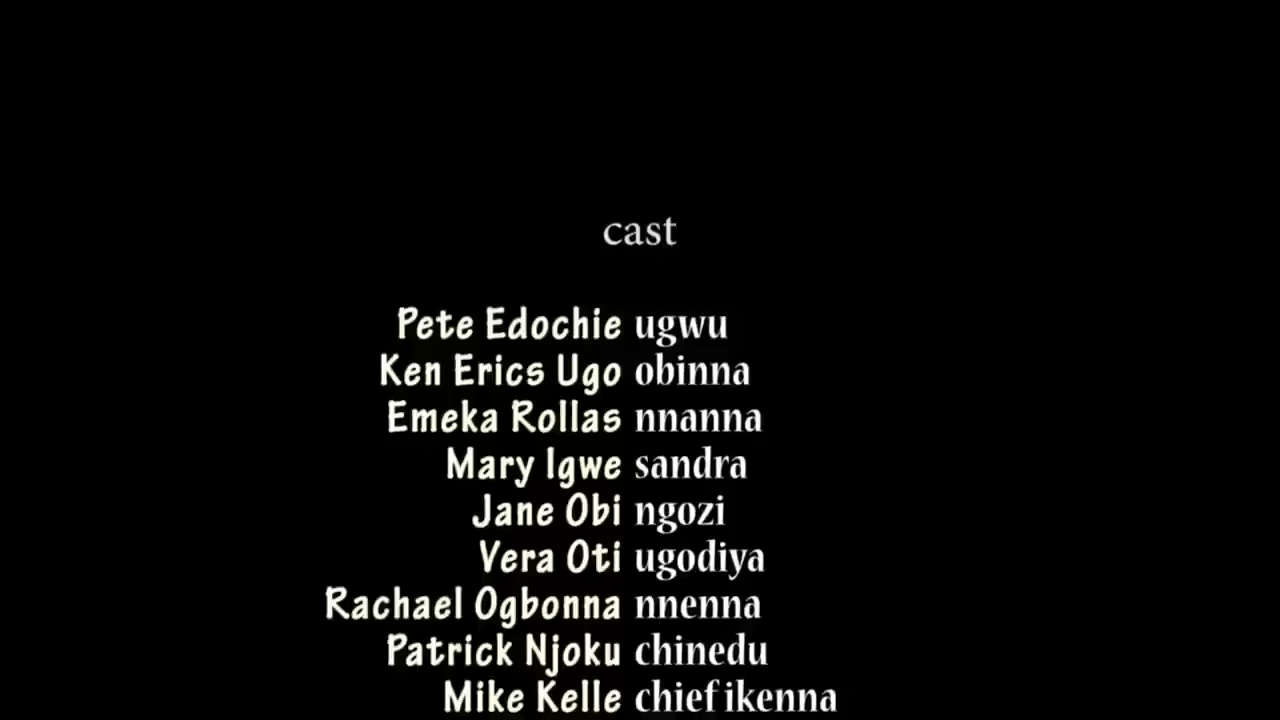 cast
Pete Edochie ugwu
Ken Erics Ugo obinna
Emeka Rollas nnanna
Mary Igwe sandra
Jane Obi ngozi
Vera Oti ugodiya
Rachael Ogbonna nnenna
Patrick Njoku chinedu
Mike Kelle chief ikenna